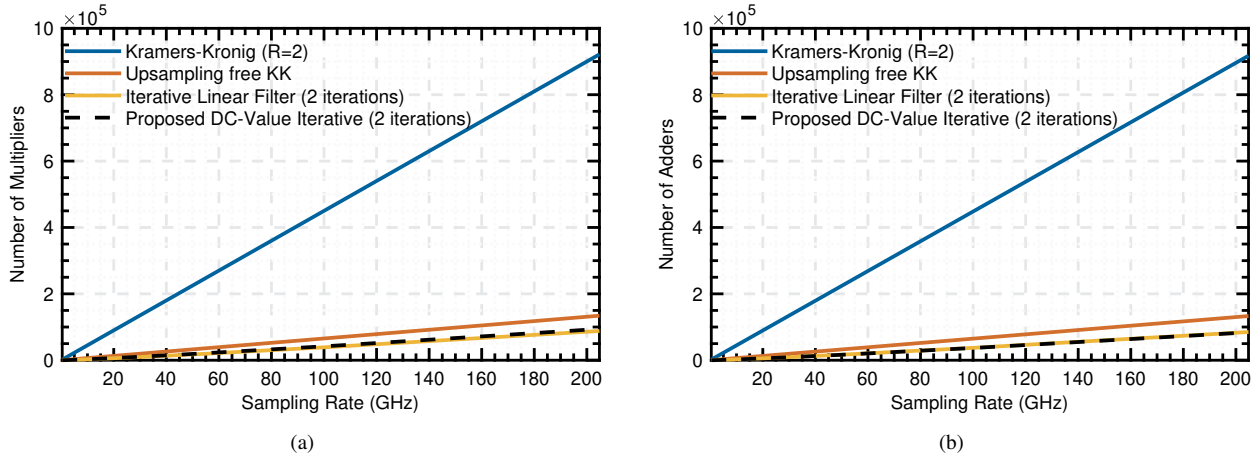 ×10⁵
10
8
6
4
2
0
Number of Multipliers
Kramers-Kronig (R=2)
Upsampling free KK
Iterative Linear Filter (2 iterations)
Proposed DC-Value Iterative (2 iterations)
20 40 60 80 100 120 140 160 180 200
Sampling Rate (GHz)
(a)
×10⁵
10
8
6
4
2
0
Number of Adders
Kramers-Kronig (R=2)
Upsampling free KK
Iterative Linear Filter (2 iterations)
Proposed DC-Value Iterative (2 iterations)
20 40 60 80 100 120 140 160 180 200
Sampling Rate (GHz)
(b)